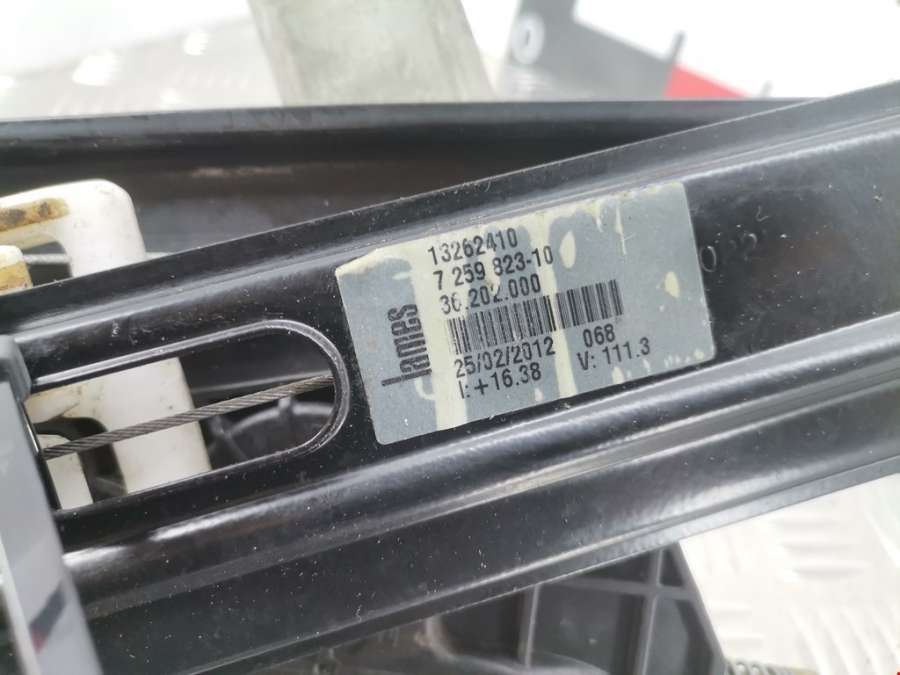 lames
13262410
7 259 823-10
36.202.000
25/02/2012 068
I:+16.38 V: 111.3